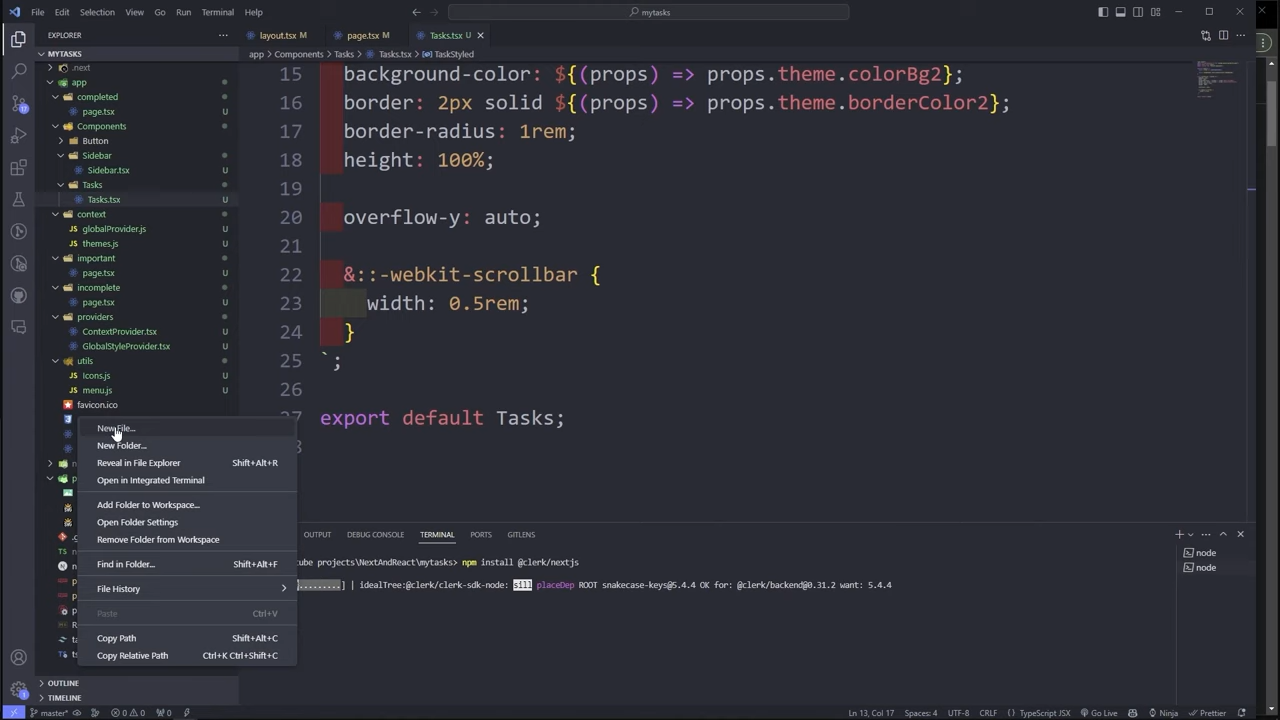 File Edit Selection View Go Run Terminal Help
mytasks
EXPLORER
MYTASKS
.next
app
completed
page.tsx U
Components
Button
Sidebar
Sidebar.tsx U
Tasks
Tasks.tsx U
context
globalProvider.js U
themes.js U
important
page.tsx U
incomplete
page.tsx U
providers
ContextProvider.tsx U
GlobalStyleProvider.tsx U
utils
Icons.js U
menu.js U
favicon.ico
New File...
New Folder...
Reveal in File Explorer Shift+Alt+R
Open in Integrated Terminal
Add Folder to Workspace...
Open Folder Settings
Remove Folder from Workspace
Find in Folder... Shift+Alt+F
File History
Paste Ctrl+V
Copy Path Shift+Alt+C
Copy Relative Path Ctrl+K Ctrl+Shift+C
OUTLINE
TIMELINE
layout.tsx M
page.tsx M
Tasks.tsx U
app > Components > Tasks > Tasks.tsx > TaskStyled
15 background-color: ${(props) => props.theme.colorBg2};
16 border: 2px solid ${(props) => props.theme.borderColor2};
17 border-radius: 1rem;
18 height: 100%;
19
20 overflow-y: auto;
21
22 &::-webkit-scrollbar {
23 width: 0.5rem;
24 }
25 `;
27 export default Tasks;
OUTPUT DEBUG CONSOLE TERMINAL PORTS GITLENS
cube projects\NextAndReact\mytasks> npm install @clerk/nextjs
.........] | idealTree:@clerk/clerk-sdk-node: sill placeDep ROOT snakecase-keys@5.4.4 OK for: @clerk/backend@0.31.2 want: 5.4.4
node
node
17
1
master* 0 0 0 Ln 13, Col 17 Spaces: 4 UTF-8 CRLF TypeScript JSX Go Live Ninja Prettier